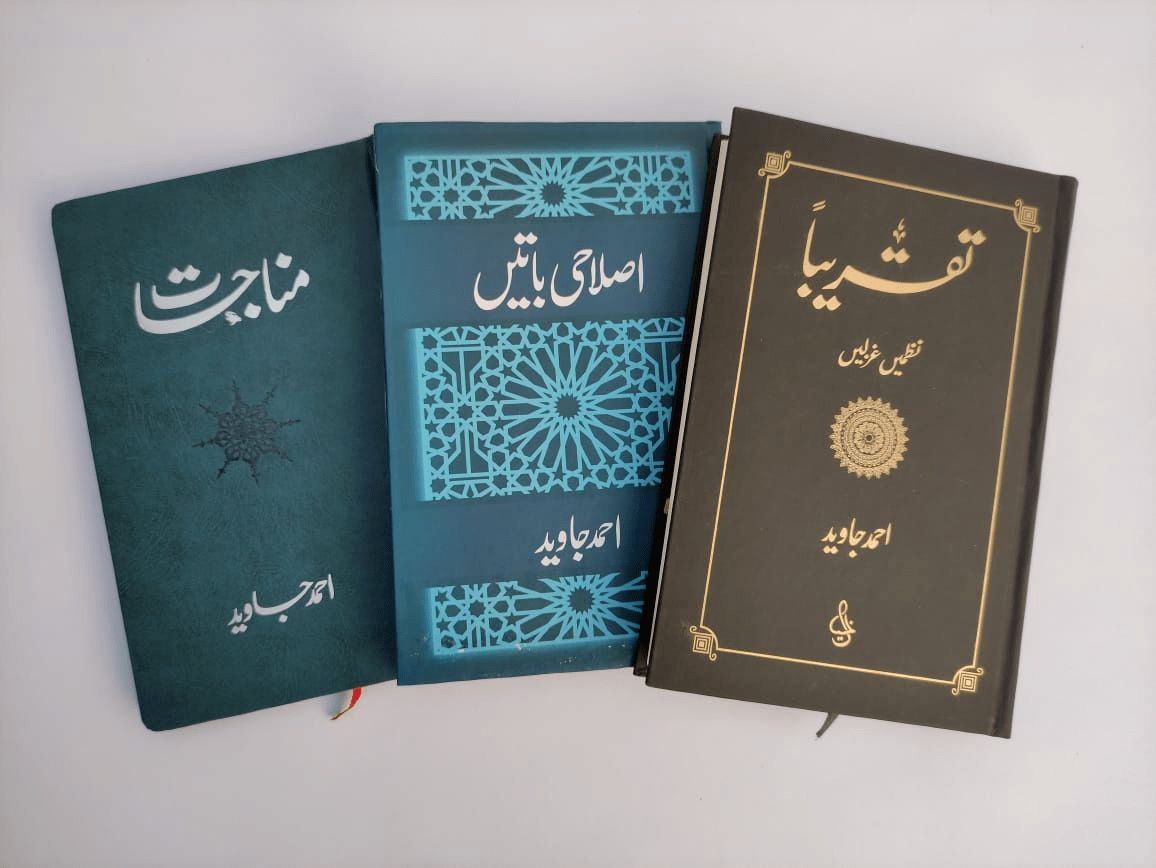 مناجات
احمد جاوید
اصلاحی باتیں
احمد جاوید
تقریباً
نظمیں غزلیں
احمد جاوید